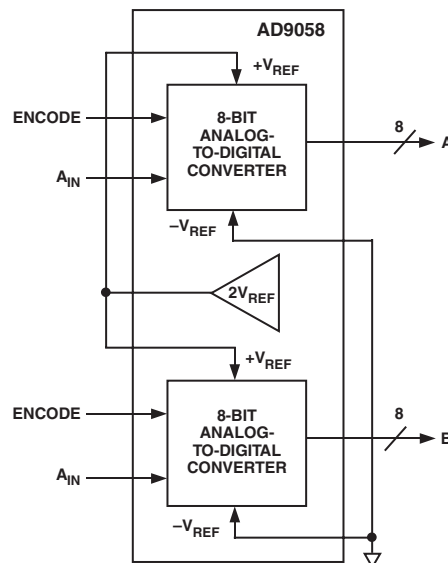 AD9058
+VREF
ENCODE
8-BIT
ANALOG-
TO-DIGITAL
CONVERTER
8
A
AIN
–VREF
2VREF
+VREF
ENCODE
8-BIT
ANALOG-
TO-DIGITAL
CONVERTER
8
AIN
–VREF